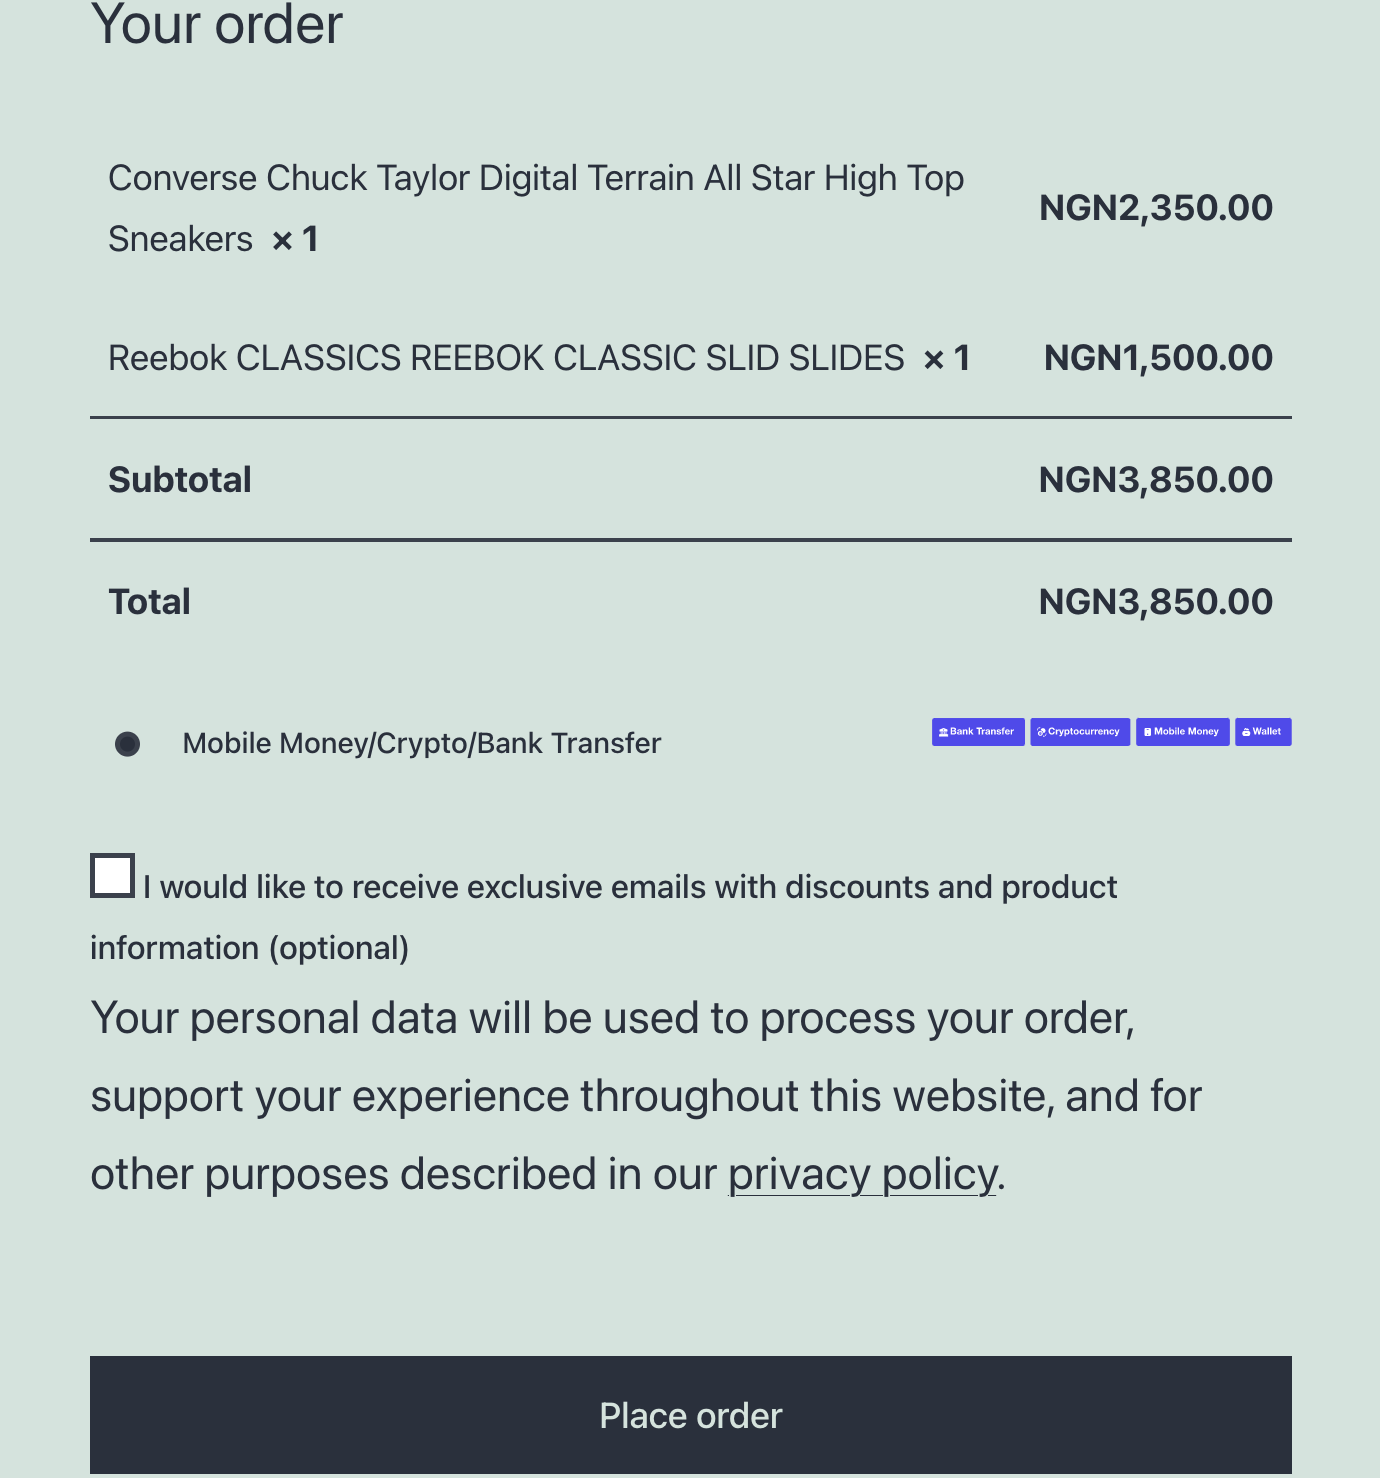 Your order
Converse Chuck Taylor Digital Terrain All Star High Top
Sneakers × 1
NGN2,350.00
Reebok CLASSICS REEBOK CLASSIC SLID SLIDES × 1 NGN1,500.00
Subtotal NGN3,850.00
Total NGN3,850.00
Mobile Money/Crypto/Bank Transfer Bank Transfer Cryptocurrency Mobile Money Wallet
I would like to receive exclusive emails with discounts and product
information (optional)
Your personal data will be used to process your order,
support your experience throughout this website, and for
other purposes described in our privacy policy.
Place order